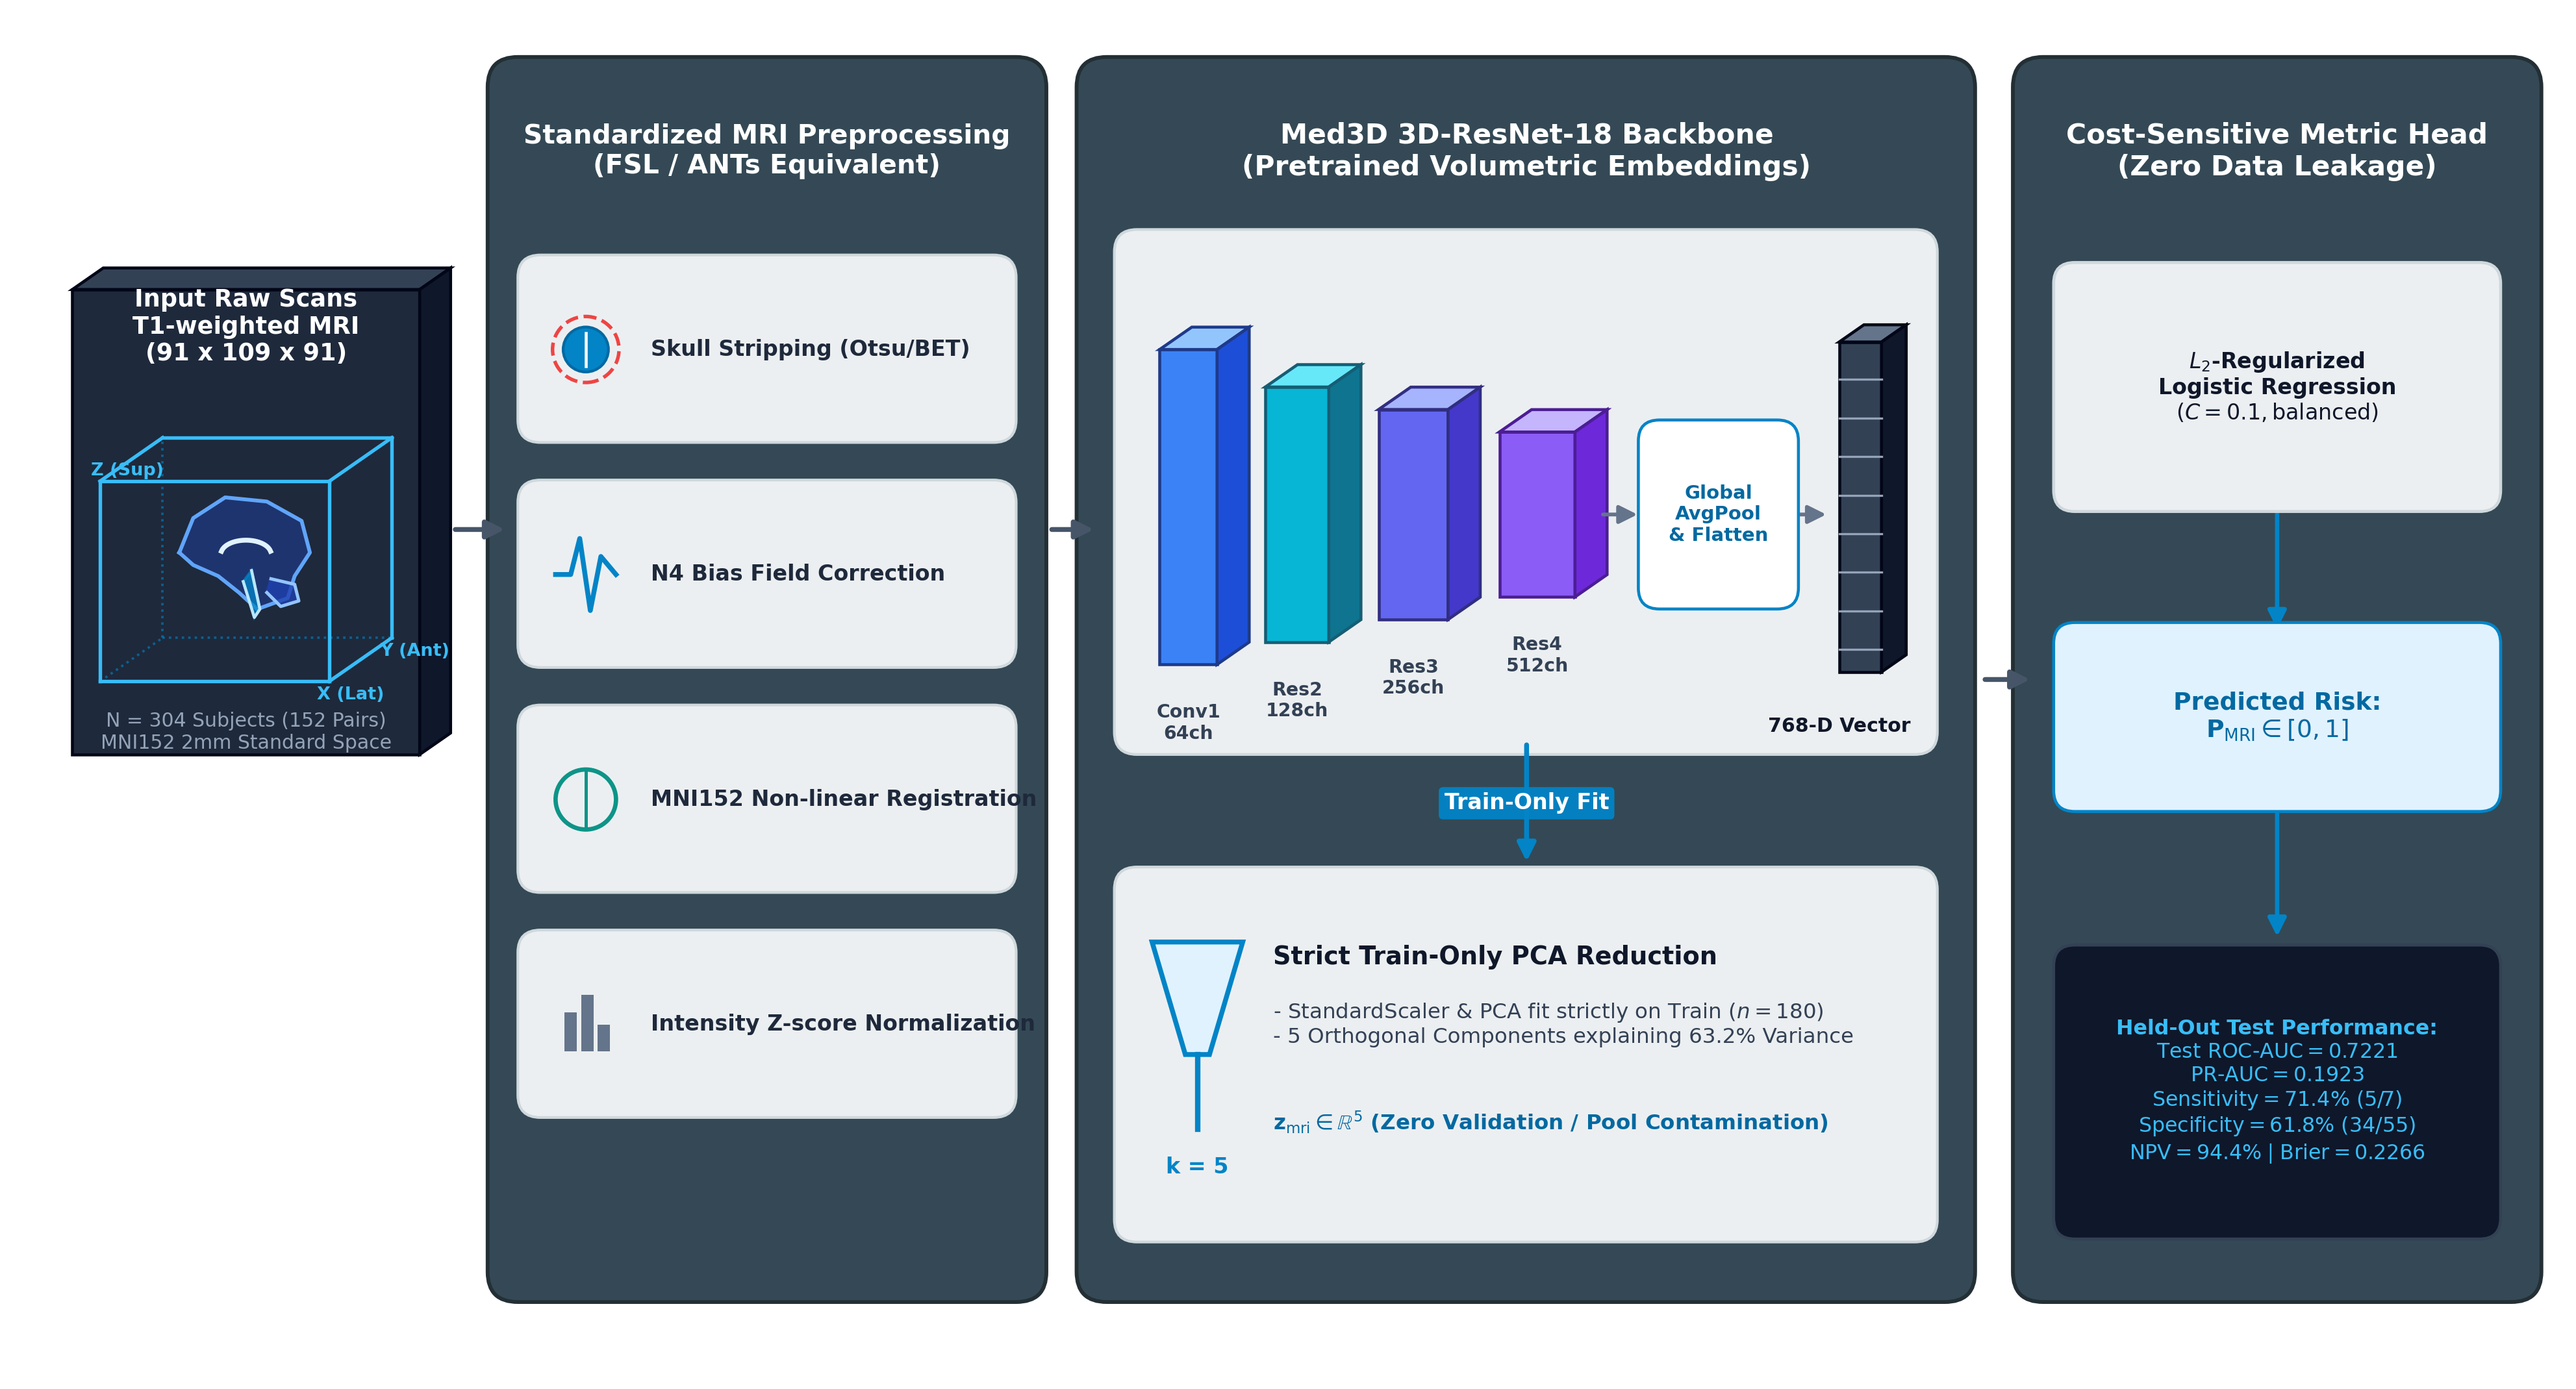 Input Raw Scans
T1-weighted MRI
(91 x 109 x 91)
Z (Sup)
Y (Ant)
X (Lat)
N = 304 Subjects (152 Pairs)
MNI152 2mm Standard Space
Standardized MRI Preprocessing
(FSL / ANTs Equivalent)
Skull Stripping (Otsu/BET)
N4 Bias Field Correction
MNI152 Non-linear Registration
Intensity Z-score Normalization
Med3D 3D-ResNet-18 Backbone
(Pretrained Volumetric Embeddings)
Conv1
64ch
Res2
128ch
Res3
256ch
Res4
512ch
Global
AvgPool
& Flatten
768-D Vector
Train-Only Fit
Strict Train-Only PCA Reduction
- StandardScaler & PCA fit strictly on Train (n = 180)
- 5 Orthogonal Components explaining 63.2% Variance
z_mri ∈ ℝ⁵ (Zero Validation / Pool Contamination)
k = 5
Cost-Sensitive Metric Head
(Zero Data Leakage)
L₂-Regularized
Logistic Regression
(C = 0.1, balanced)
Predicted Risk:
P_MRI ∈ [0, 1]
Held-Out Test Performance:
Test ROC-AUC = 0.7221
PR-AUC = 0.1923
Sensitivity = 71.4% (5/7)
Specificity = 61.8% (34/55)
NPV = 94.4% | Brier = 0.2266